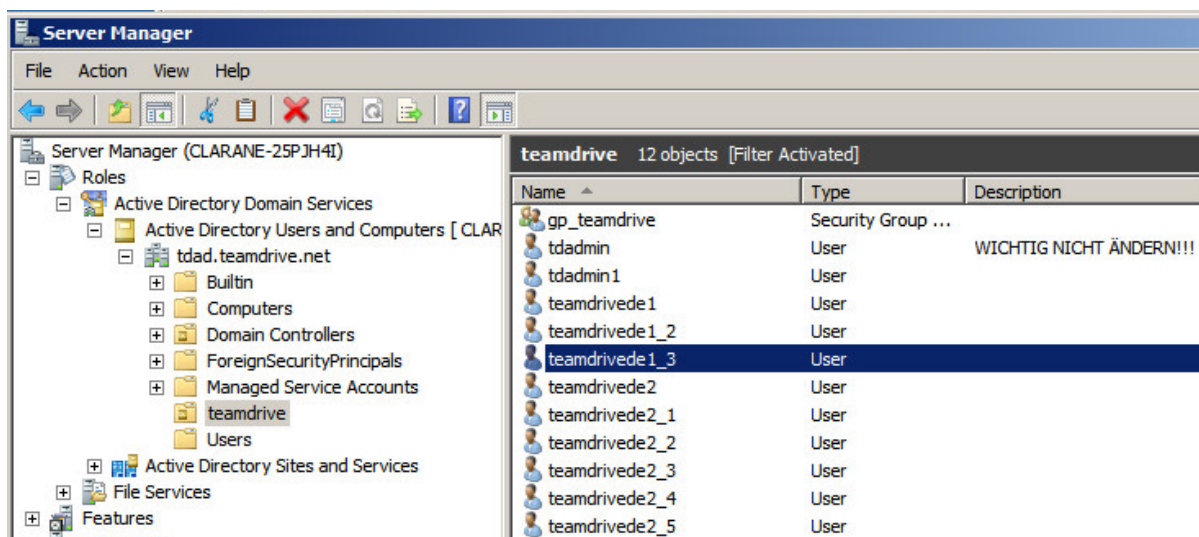 Server Manager
File Action View Help
Server Manager (CLARANE-25PJH4I)
Roles
Active Directory Domain Services
Active Directory Users and Computers [ CLAR
tdad.teamdrive.net
Builtin
Computers
Domain Controllers
ForeignSecurityPrincipals
Managed Service Accounts
teamdrive
Users
Active Directory Sites and Services
File Services
Features
teamdrive 12 objects [Filter Activated]
Name Type Description
gp_teamdrive Security Group ...
tdadmin User WICHTIG NICHT ÄNDERN!!!
tdadmin1 User
teamdrivede1 User
teamdrivede1_2 User
teamdrivede1_3 User
teamdrivede2 User
teamdrivede2_1 User
teamdrivede2_2 User
teamdrivede2_3 User
teamdrivede2_4 User
teamdrivede2_5 User